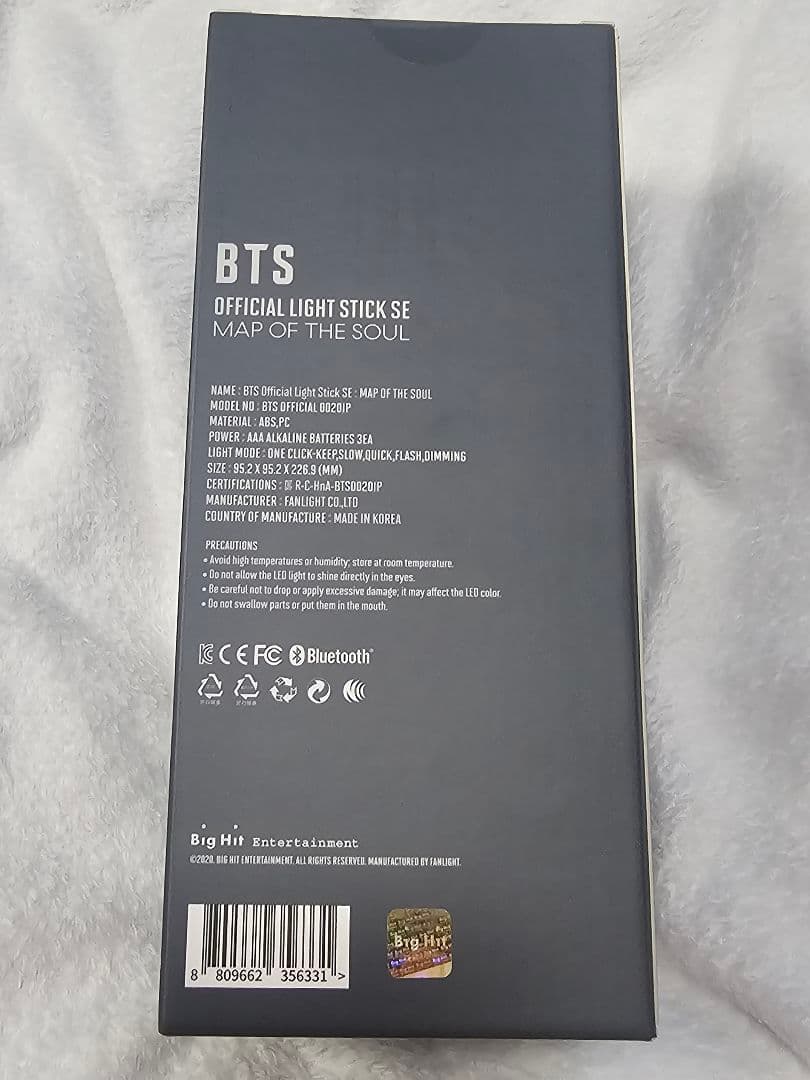 BTS
OFFICIAL LIGHT STICK SE
MAP OF THE SOUL
NAME : BTS Official Light Stick SE : MAP OF THE SOUL
MODEL NO : BTS OFFICIAL 0020IP
MATERIAL : ABS,PC
POWER : AAA ALKALINE BATTERIES 3EA
LIGHT MODE : ONE CLICK-KEEP,SLOW,QUICK,FLASH,DIMMING
SIZE : 95.2 X 95.2 X 226.9 (MM)
CERTIFICATIONS : R-C-HnA-BTS0020IP
MANUFACTURER : FANLIGHT CO.,LTD
COUNTRY OF MANUFACTURE : MADE IN KOREA
PRECAUTIONS
• Avoid high temperatures or humidity; store at room temperature.
• Do not allow the LED light to shine directly in the eyes.
• Be careful not to drop or apply excessive damage; it may affect the LED color.
• Do not swallow parts or put them in the mouth.
CE FC Bluetooth®
Big Hit Entertainment
©2020. BIG HIT ENTERTAINMENT. ALL RIGHTS RESERVED. MANUFACTURED BY FANLIGHT.
8 809662 356331 >
Big Hit